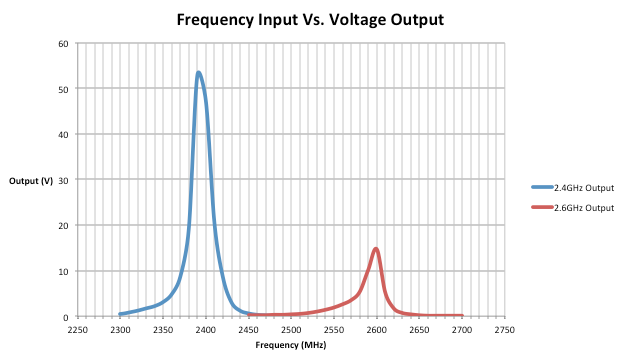 Frequency Input Vs. Voltage Output
60
50
40
30
20
10
0
Output (V)
2250 2300 2350 2400 2450 2500 2550 2600 2650 2700 2750
Frequency (MHz)
2.4GHz Output
2.6GHz Output